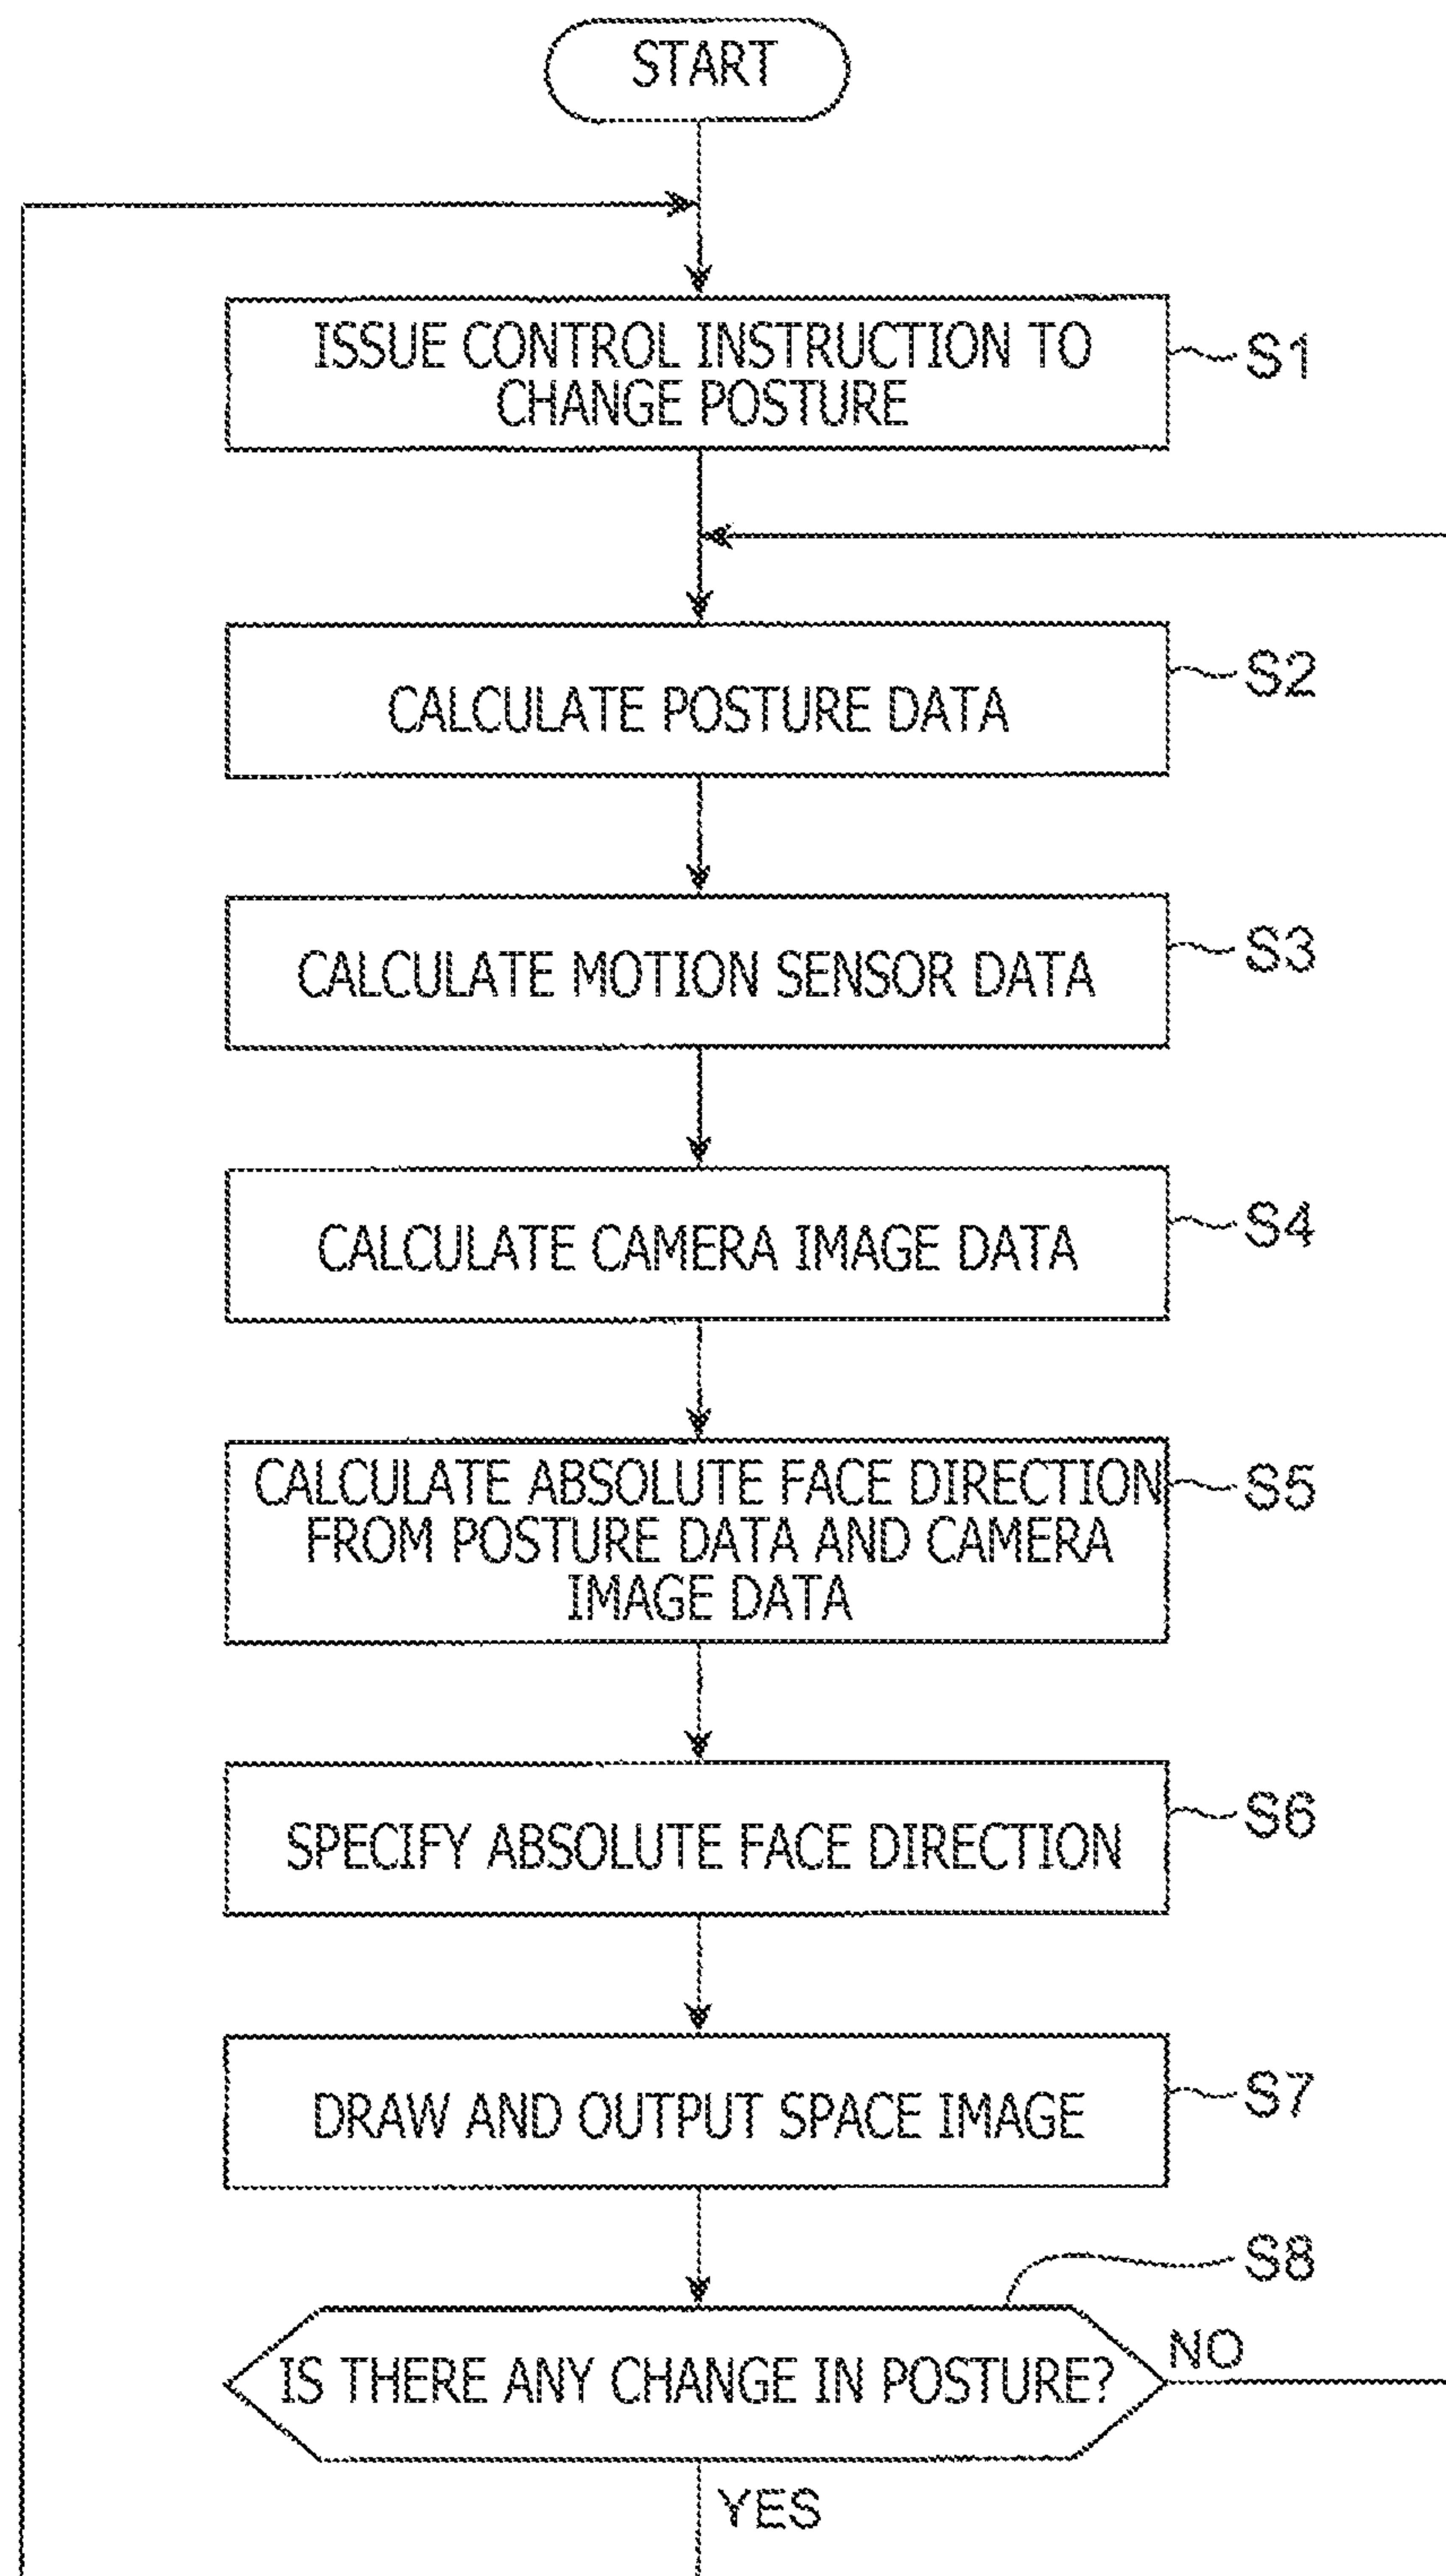 START
ISSUE CONTROL INSTRUCTION TO
CHANGE POSTURE
S1
CALCULATE POSTURE DATA
S2
CALCULATE MOTION SENSOR DATA
S3
CALCULATE CAMERA IMAGE DATA
S4
CALCULATE ABSOLUTE FACE DIRECTION
FROM POSTURE DATA AND CAMERA
IMAGE DATA
S5
SPECIFY ABSOLUTE FACE DIRECTION
S6
DRAW AND OUTPUT SPACE IMAGE
S7
S8
IS THERE ANY CHANGE IN POSTURE?
NO
YES